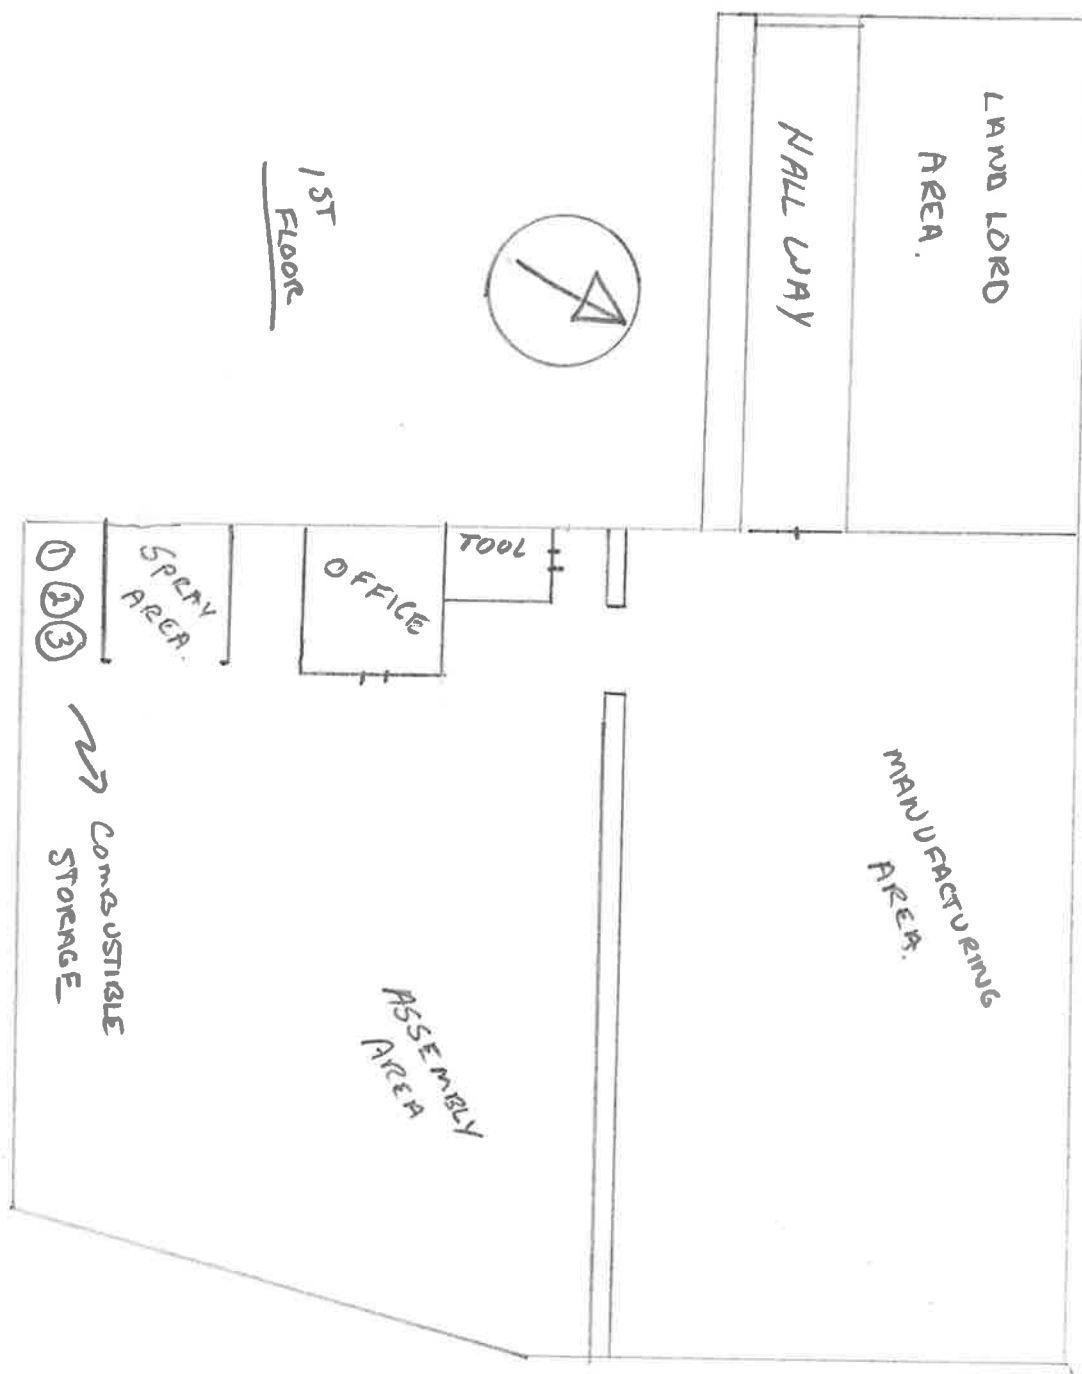 LAND LORD
AREA.
HALL WAY
1ST
FLOOR
TOOL
OFFICE
SPRAY
AREA.
1 2 3
COMBUSTIBLE
STORAGE
MANUFACTURING
AREA.
ASSEMBLY
AREA